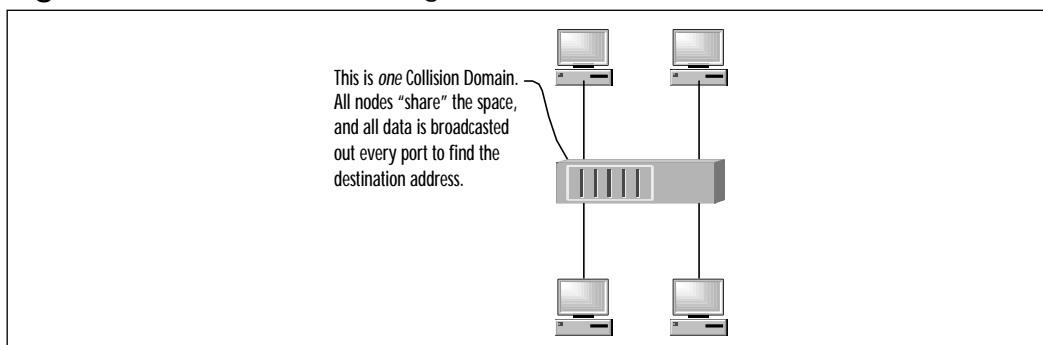 This is one Collision Domain.
All nodes “share” the space,
and all data is broadcasted
out every port to find the
destination address.